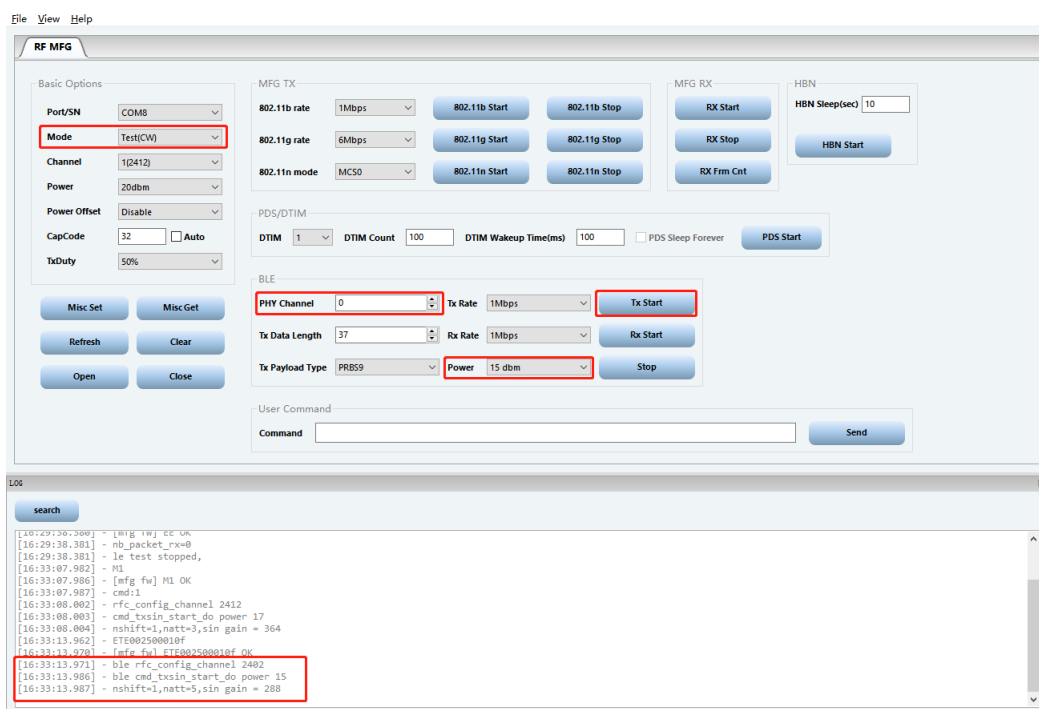 File View Help
RF MFG
Basic Options
Port/SN COM8
Mode Test(CW)
Channel 1(2412)
Power 20dbm
Power Offset Disable
CapCode 32 Auto
TxDuty 50%
Misc Set Misc Get
Refresh Clear
Open Close
MFG TX
802.11b rate 1Mbps 802.11b Start 802.11b Stop
802.11g rate 6Mbps 802.11g Start 802.11g Stop
802.11n mode MCS0 802.11n Start 802.11n Stop
MFG RX
RX Start
RX Stop
RX Frm Cnt
HBN
HBN Sleep(sec) 10
HBN Start
PDS/DTIM
DTIM 1 DTIM Count 100 DTIM Wakeup Time(ms) 100 PDS Sleep Forever PDS Start
BLE
PHY Channel 0 Tx Rate 1Mbps Tx Start
Tx Data Length 37 Rx Rate 1Mbps Rx Start
Tx Payload Type PRBS9 Power 15 dbm Stop
User Command
Command Send
LOG
search
[16:29:38.380] - [mfg fw] EE OK
[16:29:38.381] - nb_packet_rx=0
[16:29:38.381] - le test stopped,
[16:33:07.982] - M1
[16:33:07.986] - [mfg fw] M1 OK
[16:33:07.987] - cmd:1
[16:33:08.002] - rfc_config_channel 2412
[16:33:08.003] - cmd_txsin_start_do power 17
[16:33:08.004] - nshift=1,natt=3,sin gain = 364
[16:33:13.962] - ETE002500010f
[16:33:13.970] - [mfg fw] ETE002500010f OK
[16:33:13.971] - ble rfc_config_channel 2402
[16:33:13.986] - ble cmd_txsin_start_do power 15
[16:33:13.987] - nshift=1,natt=5,sin gain = 288